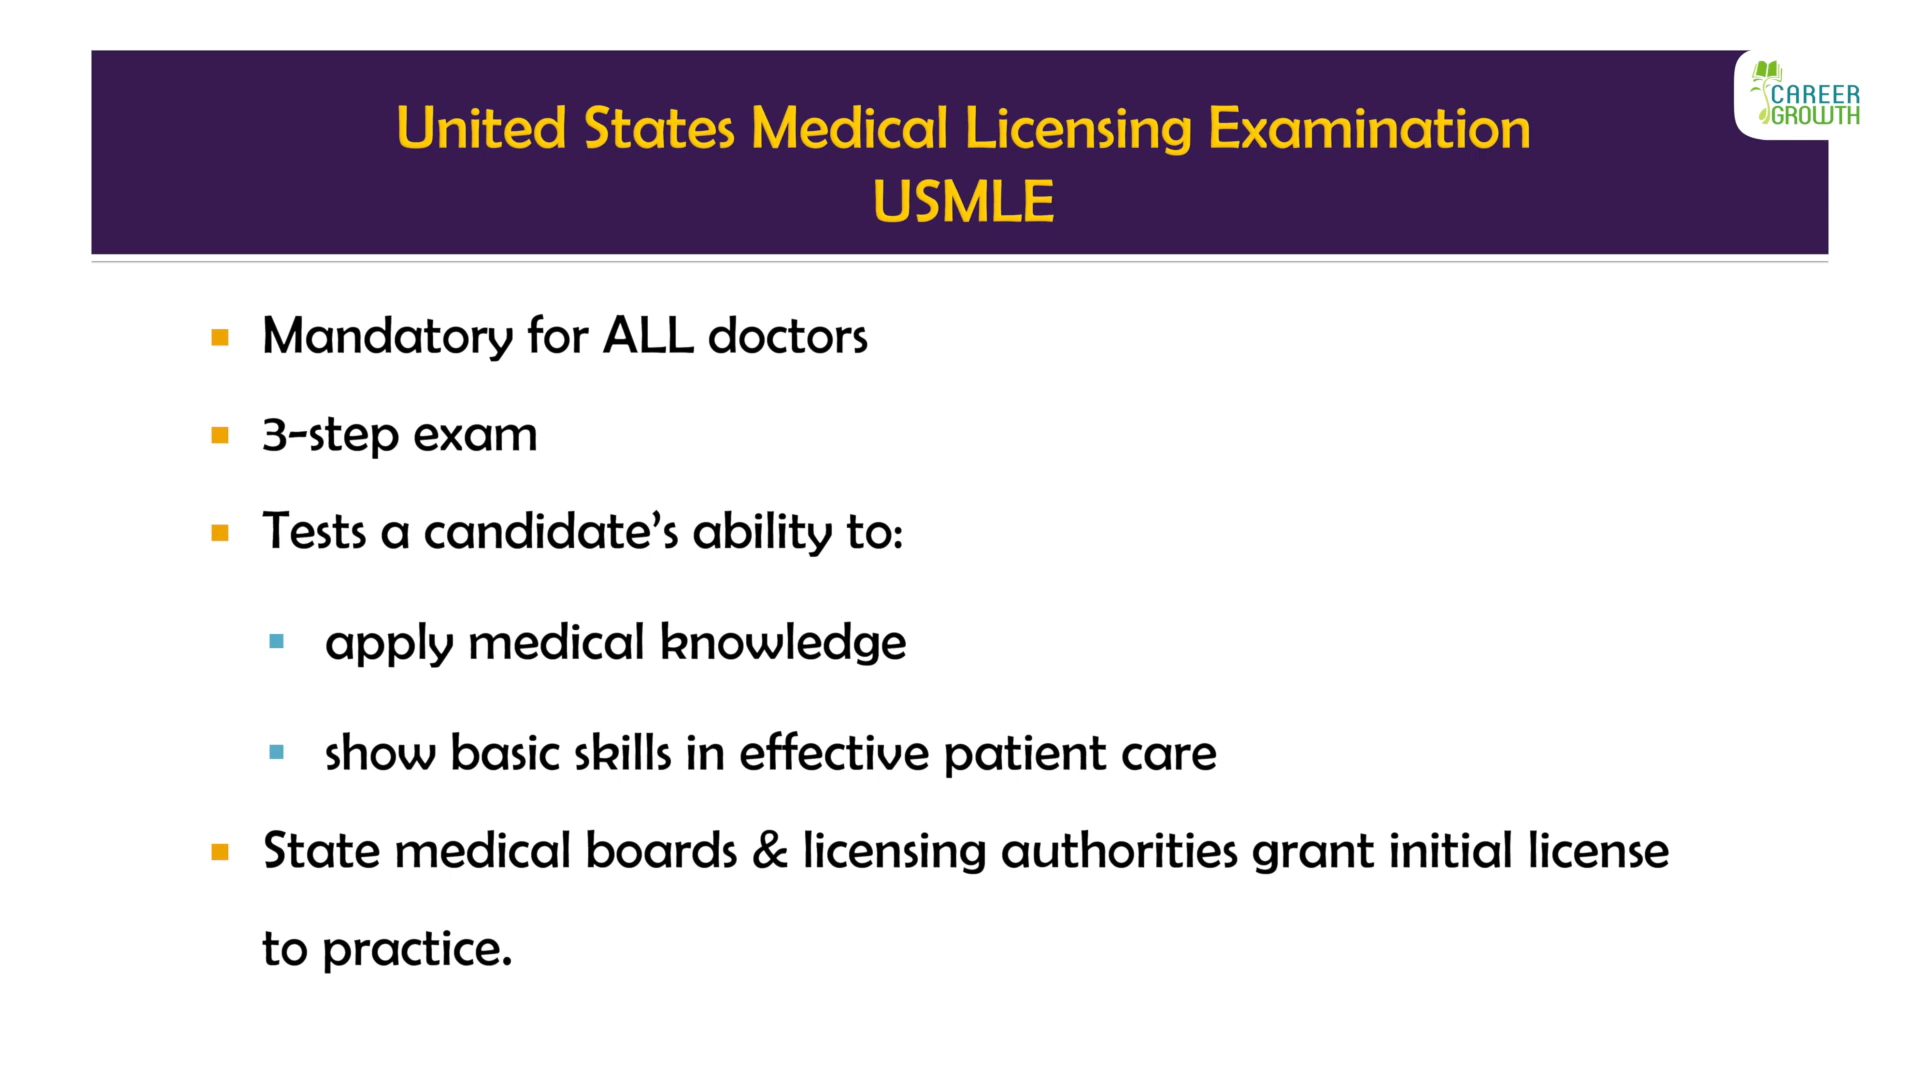 United States Medical Licensing Examination
USMLE
CAREER
GROWTH
Mandatory for ALL doctors
3-step exam
Tests a candidate’s ability to:
apply medical knowledge
show basic skills in effective patient care
State medical boards & licensing authorities grant initial license
to practice.